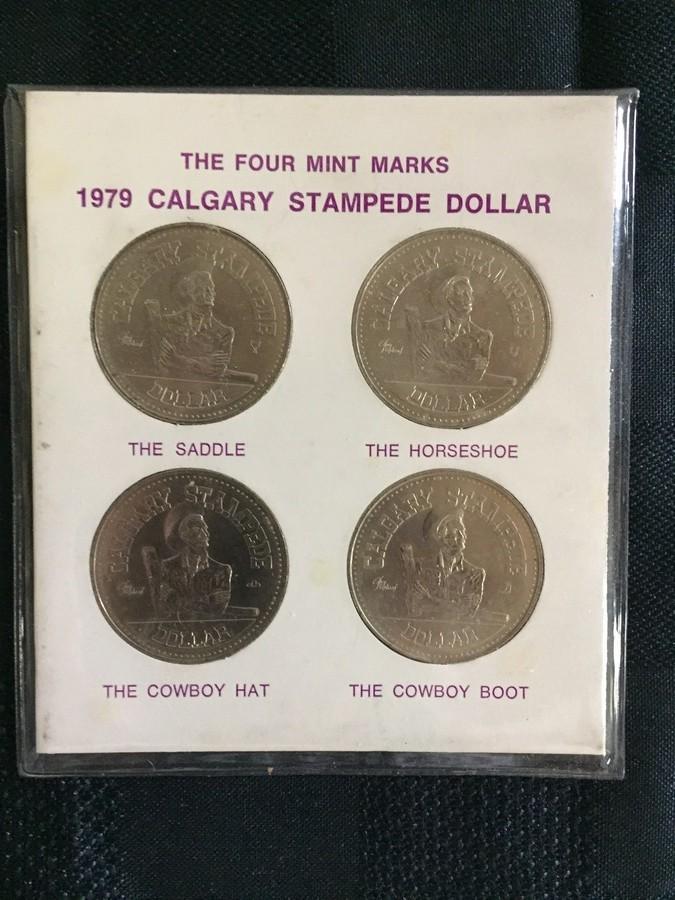 THE FOUR MINT MARKS
1979 CALGARY STAMPEDE DOLLAR
CALGARY STAMPEDE
DOLLAR
CALGARY STAMPEDE
DOLLAR
THE SADDLE
THE HORSESHOE
CALGARY STAMPEDE
DOLLAR
CALGARY STAMPEDE
DOLLAR
THE COWBOY HAT
THE COWBOY BOOT